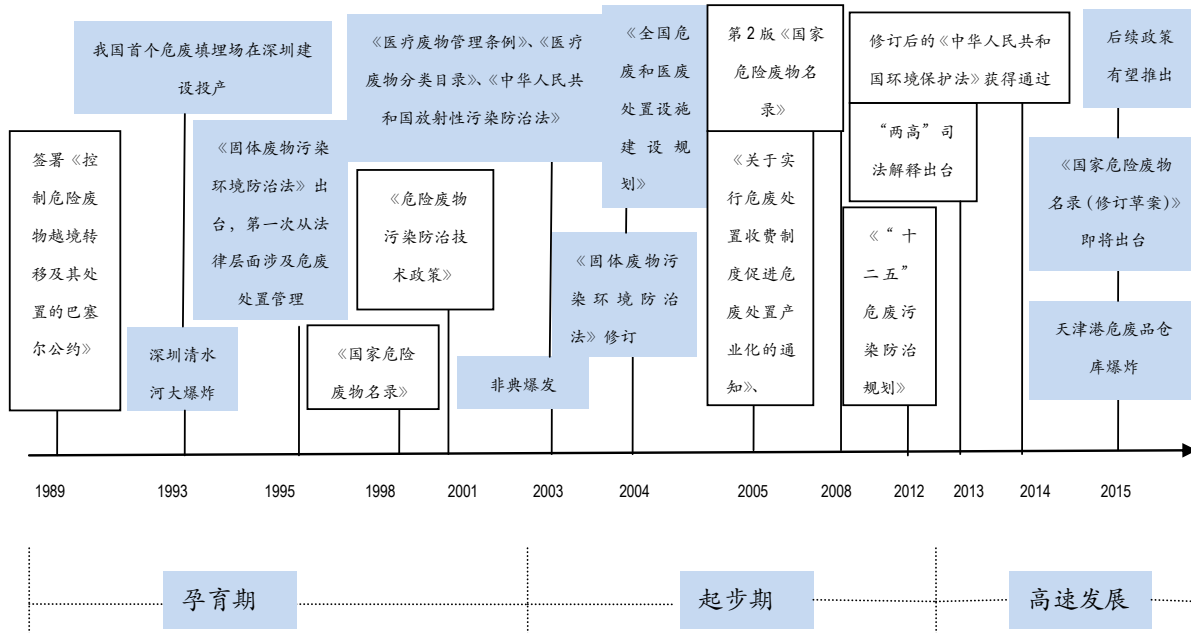 签署《控
制危险废
物越境转
移及其处
置的巴塞
尔公约》
我国首个危废填埋场在深圳建
设投产
深圳清水
河大爆炸
《固体废物污染
环境防治法》出
台，第一次从法
律层面涉及危废
处置管理
《国家危险
废物名录》
《危险废物
污染防治技
术政策》
《医疗废物管理条例》、《医疗
废物分类目录》、《中华人民共
和国放射性污染防治法》
非典爆发
《全国危
废和医废
处置设施
建设规
划》
《固体废物污
染环境防治
法》修订
第2版《国家
危险废物名
录》
《关于实
行危废处
置收费制
度促进危
废处置产
业化的通
知》、
修订后的《中华人民共和
国环境保护法》获得通过
“两高”司
法解释出台
《“十
二五”
危废污
染防治
规划》
后续政策
有望推出
《国家危险废物
名录（修订草案）》
即将出台
天津港危废品仓
库爆炸
1989 1993 1995 1998 2001 2003 2004 2005 2008 2012 2013 2014 2015
孕育期 起步期 高速发展